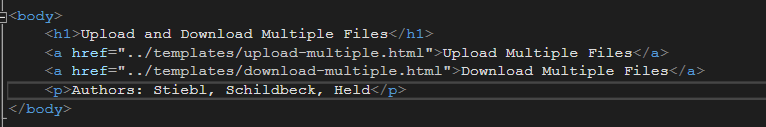 <body>
<h1>Upload and Download Multiple Files</h1>
<a href="../templates/upload-multiple.html">Upload Multiple Files</a>
<a href="../templates/download-multiple.html">Download Multiple Files</a>
<p>Authors: Stiebl, Schildbeck, Held</p>
</body>